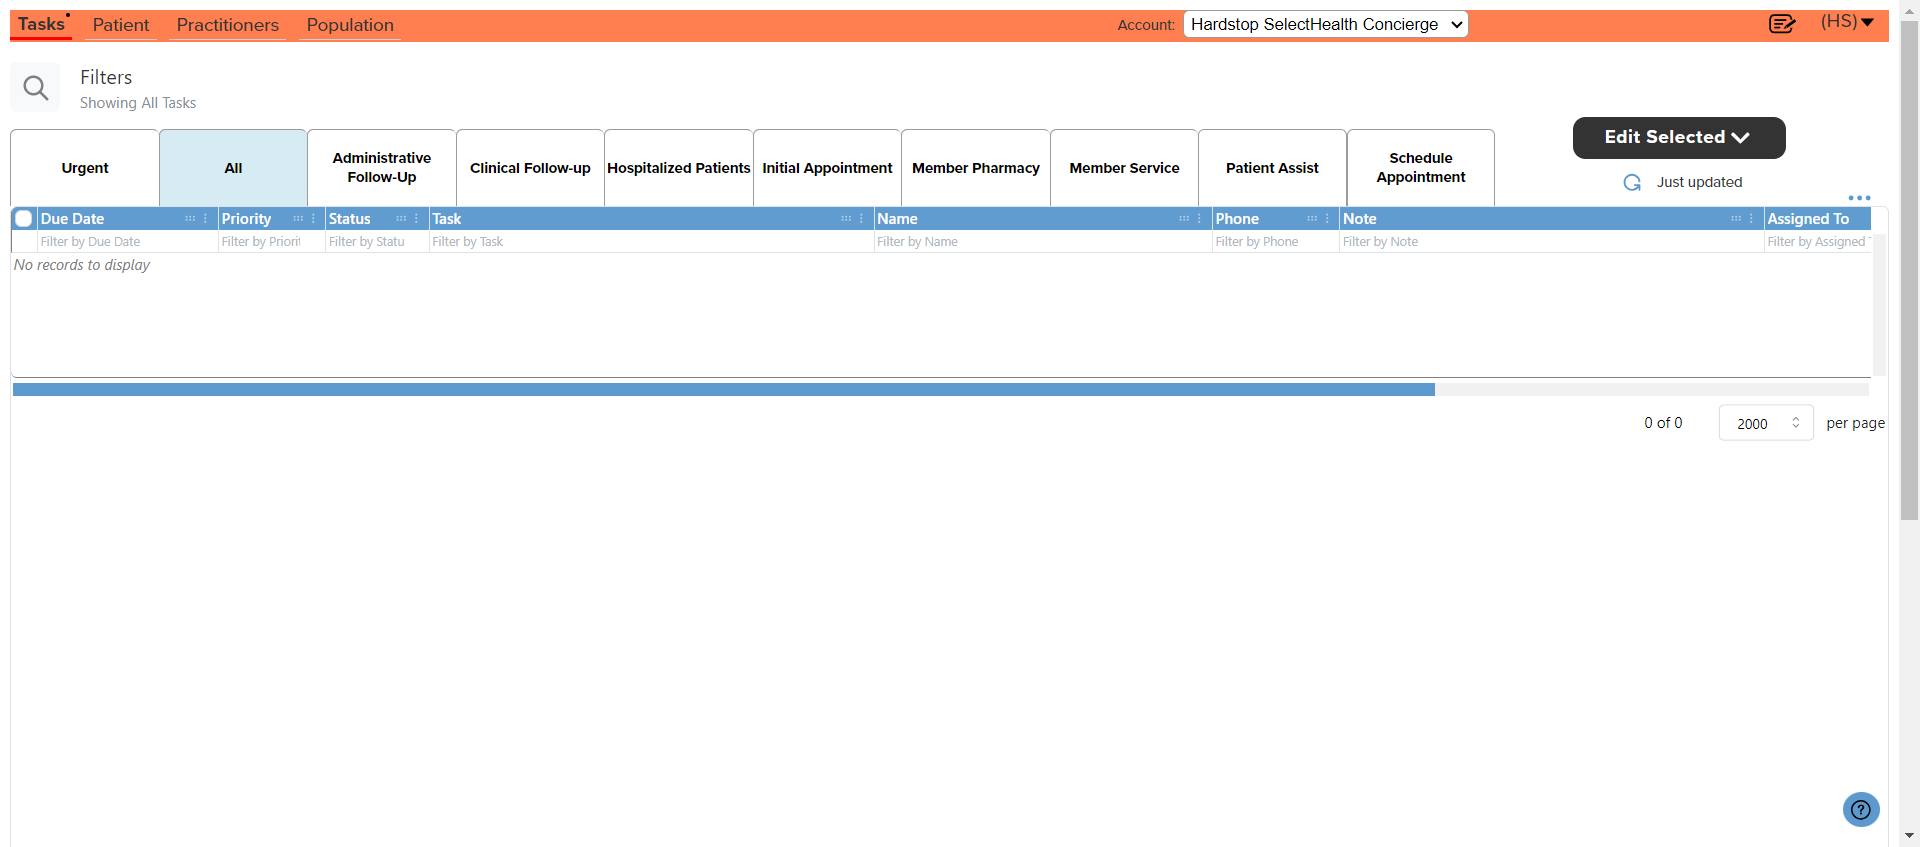 Tasks Patient Practitioners Population Account: Hardstop SelectHealth Concierge (HS)
Filters
Showing All Tasks
Urgent
All
Administrative
Follow-Up
Clinical Follow-up
Hospitalized Patients
Initial Appointment
Member Pharmacy
Member Service
Patient Assist
Schedule
Appointment
Edit Selected
Just updated
Due Date Priority Status Task Name Phone Note Assigned To
Filter by Due Date Filter by Priorit Filter by Statu Filter by Task Filter by Name Filter by Phone Filter by Note Filter by Assigned
No records to display
0 of 0 2000 per page